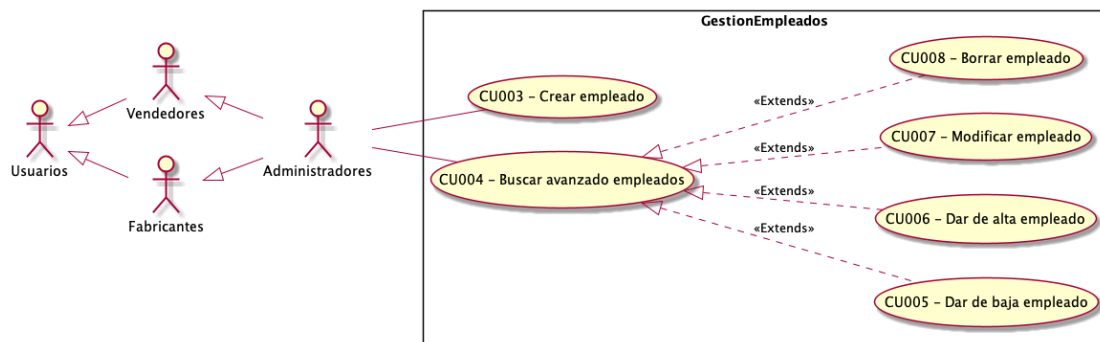 GestionEmpleados
Usuarios
Vendedores
Fabricantes
Administradores
CU003 – Crear empleado
CU004 – Buscar avanzado empleados
«Extends»
«Extends»
«Extends»
«Extends»
CU008 – Borrar empleado
CU007 – Modificar empleado
CU006 – Dar de alta empleado
CU005 – Dar de baja empleado